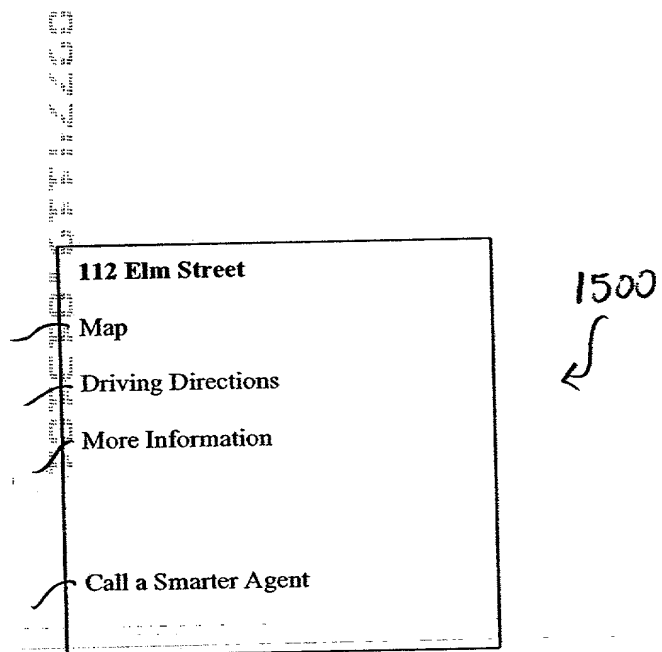 112 Elm Street
1500
Map
Driving Directions
More Information
Call a Smarter Agent